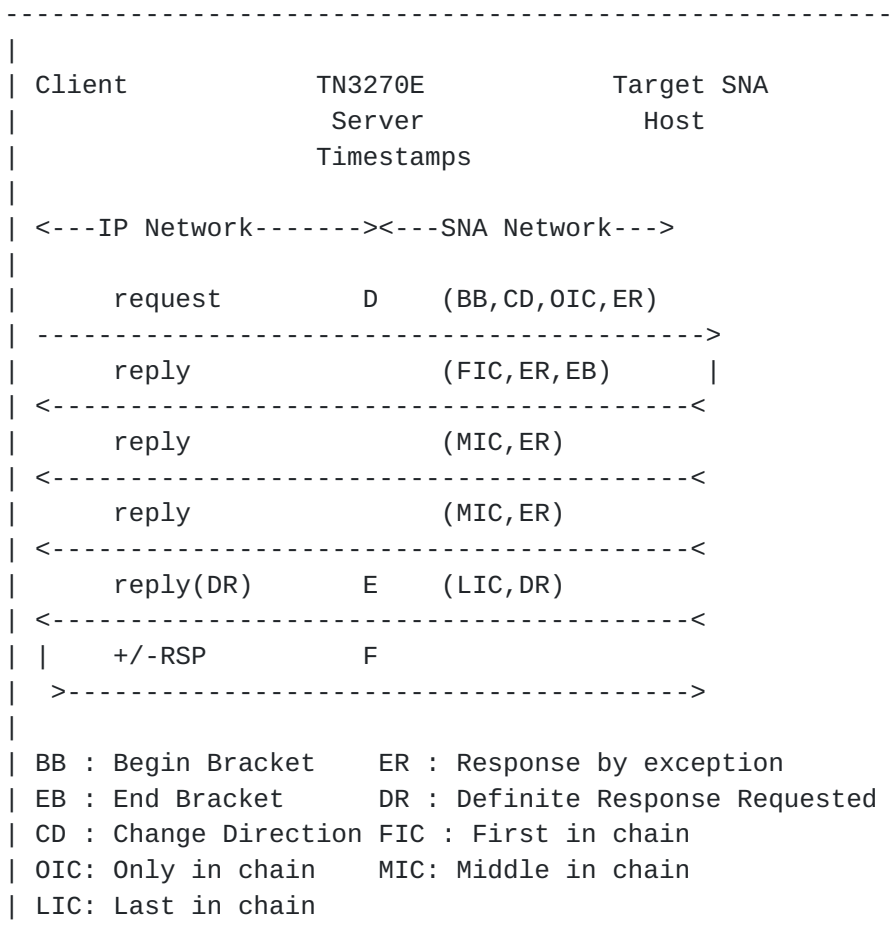 ---------------------------------------------------------
|
| Client            TN3270E            Target SNA
|                    Server              Host
|                   Timestamps
|
| <---IP Network-------><---SNA Network--->
|
|      request         D    (BB,CD,OIC,ER)
| ------------------------------------------->
|      reply                (FIC,ER,EB)      |
| <-----------------------------------------<
|      reply                (MIC,ER)
| <-----------------------------------------<
|      reply                (MIC,ER)
| <-----------------------------------------<
|      reply(DR)       E    (LIC,DR)
| <-----------------------------------------<
| |    +/-RSP          F
|  >---------------------------------------->
|
| BB : Begin Bracket    ER : Response by exception
| EB : End Bracket      DR : Definite Response Requested
| CD : Change Direction FIC : First in chain
| OIC: Only in chain    MIC: Middle in chain
| LIC: Last in chain